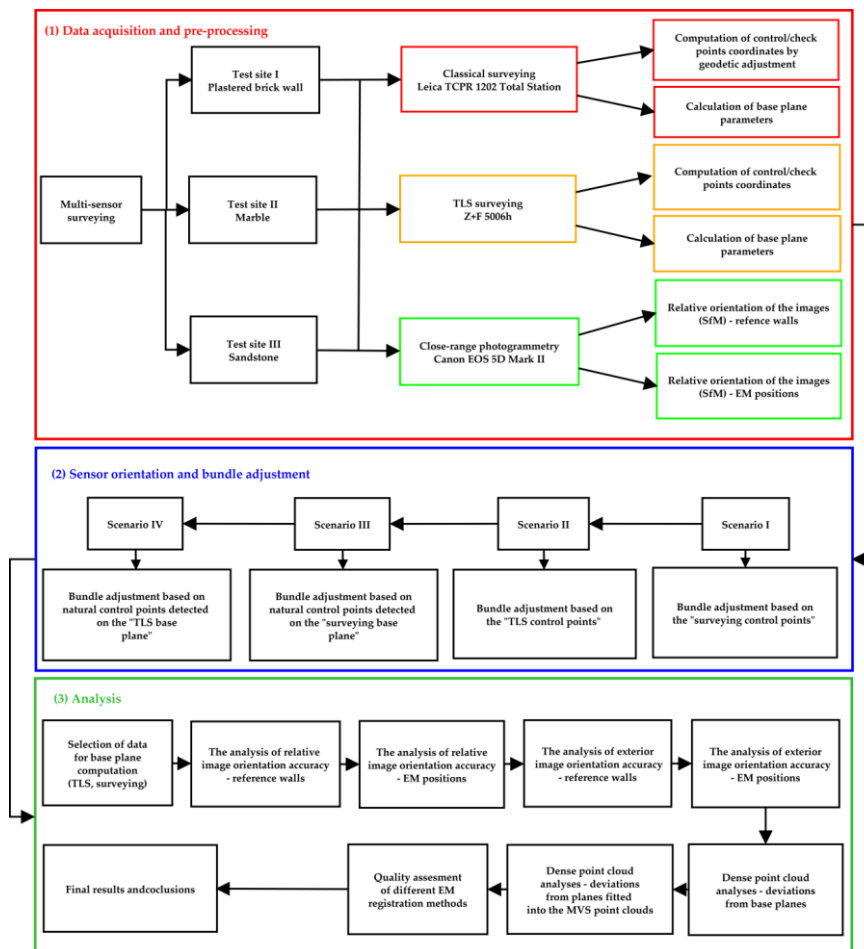 (1) Data acquisition and pre-processing
Multi-sensor
surveying
Test site I
Plastered brick wall
Test site II
Marble
Test site III
Sandstone
Classical surveying
Leica TCPR 1202 Total Station
TLS surveying
Z+F 5006h
Close-range photogrammetry
Canon EOS 5D Mark II
Computation of control/check
points coordinates by
geodetic adjustment
Calculation of base plane
parameters
Computation of control/check
points coordinates
Calculation of base plane
parameters
Relative orientation of the images
(SfM) - refence walls
Relative orientation of the images
(SfM) - EM positions
(2) Sensor orientation and bundle adjustment
Scenario IV
Scenario III
Scenario II
Scenario I
Bundle adjustment based on
natural control points detected
on the "TLS base
plane"
Bundle adjustment based on
natural control points detected
on the "surveying base
plane"
Bundle adjustment based on
the "TLS control points"
Bundle adjustment based on
the "surveying control points"
(3) Analysis
Selection of data
for base plane
computation
(TLS, surveying)
The analysis of relative
image orientation accuracy
- reference walls
The analysis of relative
image orientation accuracy
- EM positions
The analysis of exterior
image orientation accuracy
- reference walls
The analysis of exterior
image orientation accuracy
- EM positions
Final results andcoclusions
Quality assesment
of different EM
registration methods
Dense point cloud
analyses - deviations
from planes fitted
into the MVS point clouds
Dense point cloud
analyses - deviations
from base planes